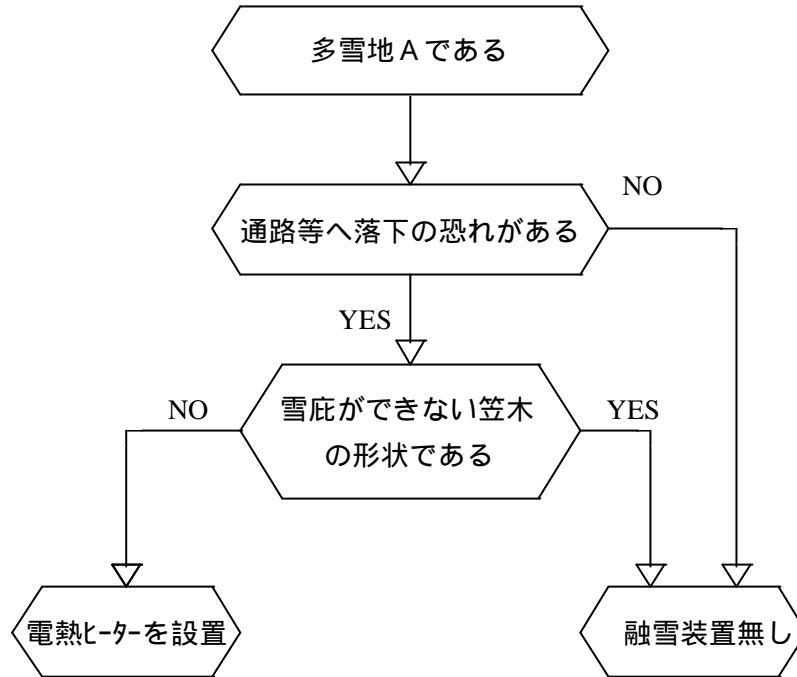 多雪地Ａである
NO
通路等へ落下の恐れがある
YES
NO
雪庇ができない笠木
の形状である
YES
電熱ﾋｰﾀｰを設置
融雪装置無し